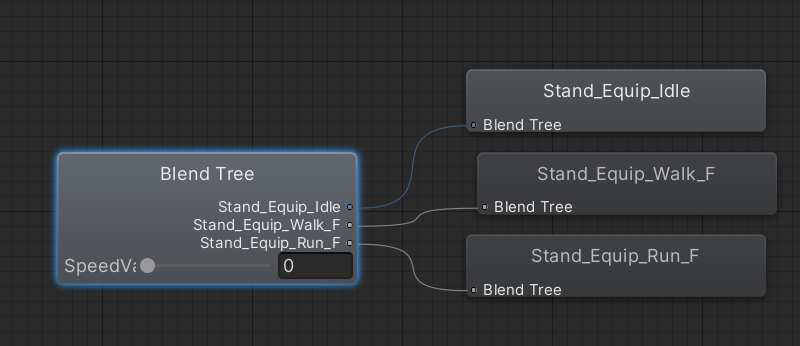 Blend Tree
Stand_Equip_Idle
Stand_Equip_Walk_F
Stand_Equip_Run_F
SpeedVa
0
Stand_Equip_Idle
Blend Tree
Stand_Equip_Walk_F
Blend Tree
Stand_Equip_Run_F
Blend Tree